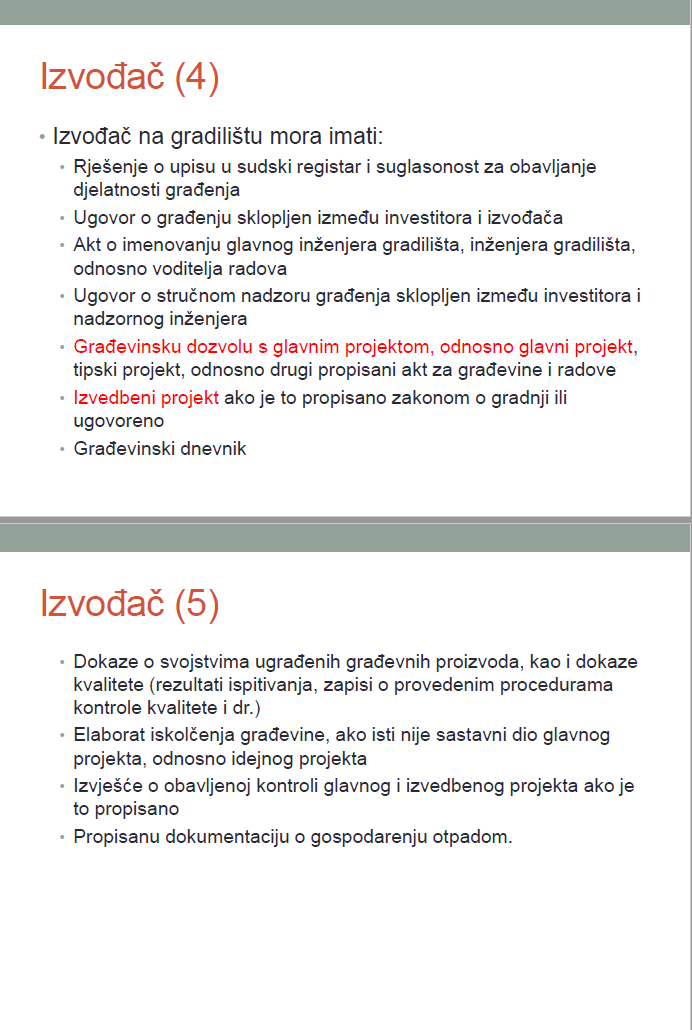 Izvođač (4)
• Izvođač na gradilištu mora imati:
• Rješenje o upisu u sudski registar i suglasonost za obavljanje
djelatnosti građenja
• Ugovor o građenju sklopljen između investitora i izvođača
• Akt o imenovanju glavnog inženjera gradilišta, inženjera gradilišta,
odnosno voditelja radova
• Ugovor o stručnom nadzoru građenja sklopljen između investitora i
nadzornog inženjera
• Građevinsku dozvolu s glavnim projektom, odnosno glavni projekt,
tipski projekt, odnosno drugi propisani akt za građevine i radove
• Izvedbeni projekt ako je to propisano zakonom o gradnji ili
ugovoreno
• Građevinski dnevnik
Izvođač (5)
• Dokaze o svojstvima ugrađenih građevnih proizvoda, kao i dokaze
kvalitete (rezultati ispitivanja, zapisi o provedenim procedurama
kontrole kvalitete i dr.)
• Elaborat iskolčenja građevine, ako isti nije sastavni dio glavnog
projekta, odnosno idejnog projekta
• Izvješće o obavljenoj kontroli glavnog i izvedbenog projekta ako je
to propisano
• Propisanu dokumentaciju o gospodarenju otpadom.